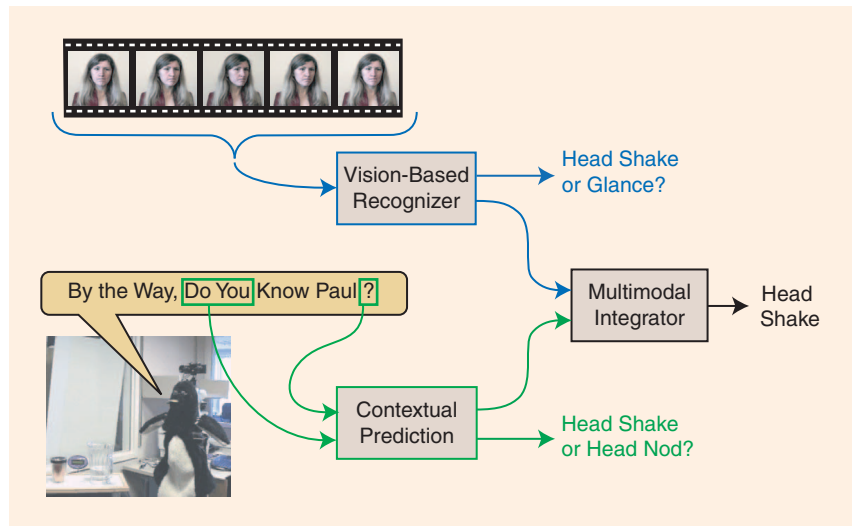 Vision-Based
Recognizer
Head Shake
or Glance?
By the Way, Do You Know Paul ?
Multimodal
Integrator
Head
Shake
Contextual
Prediction
Head Shake
or Head Nod?